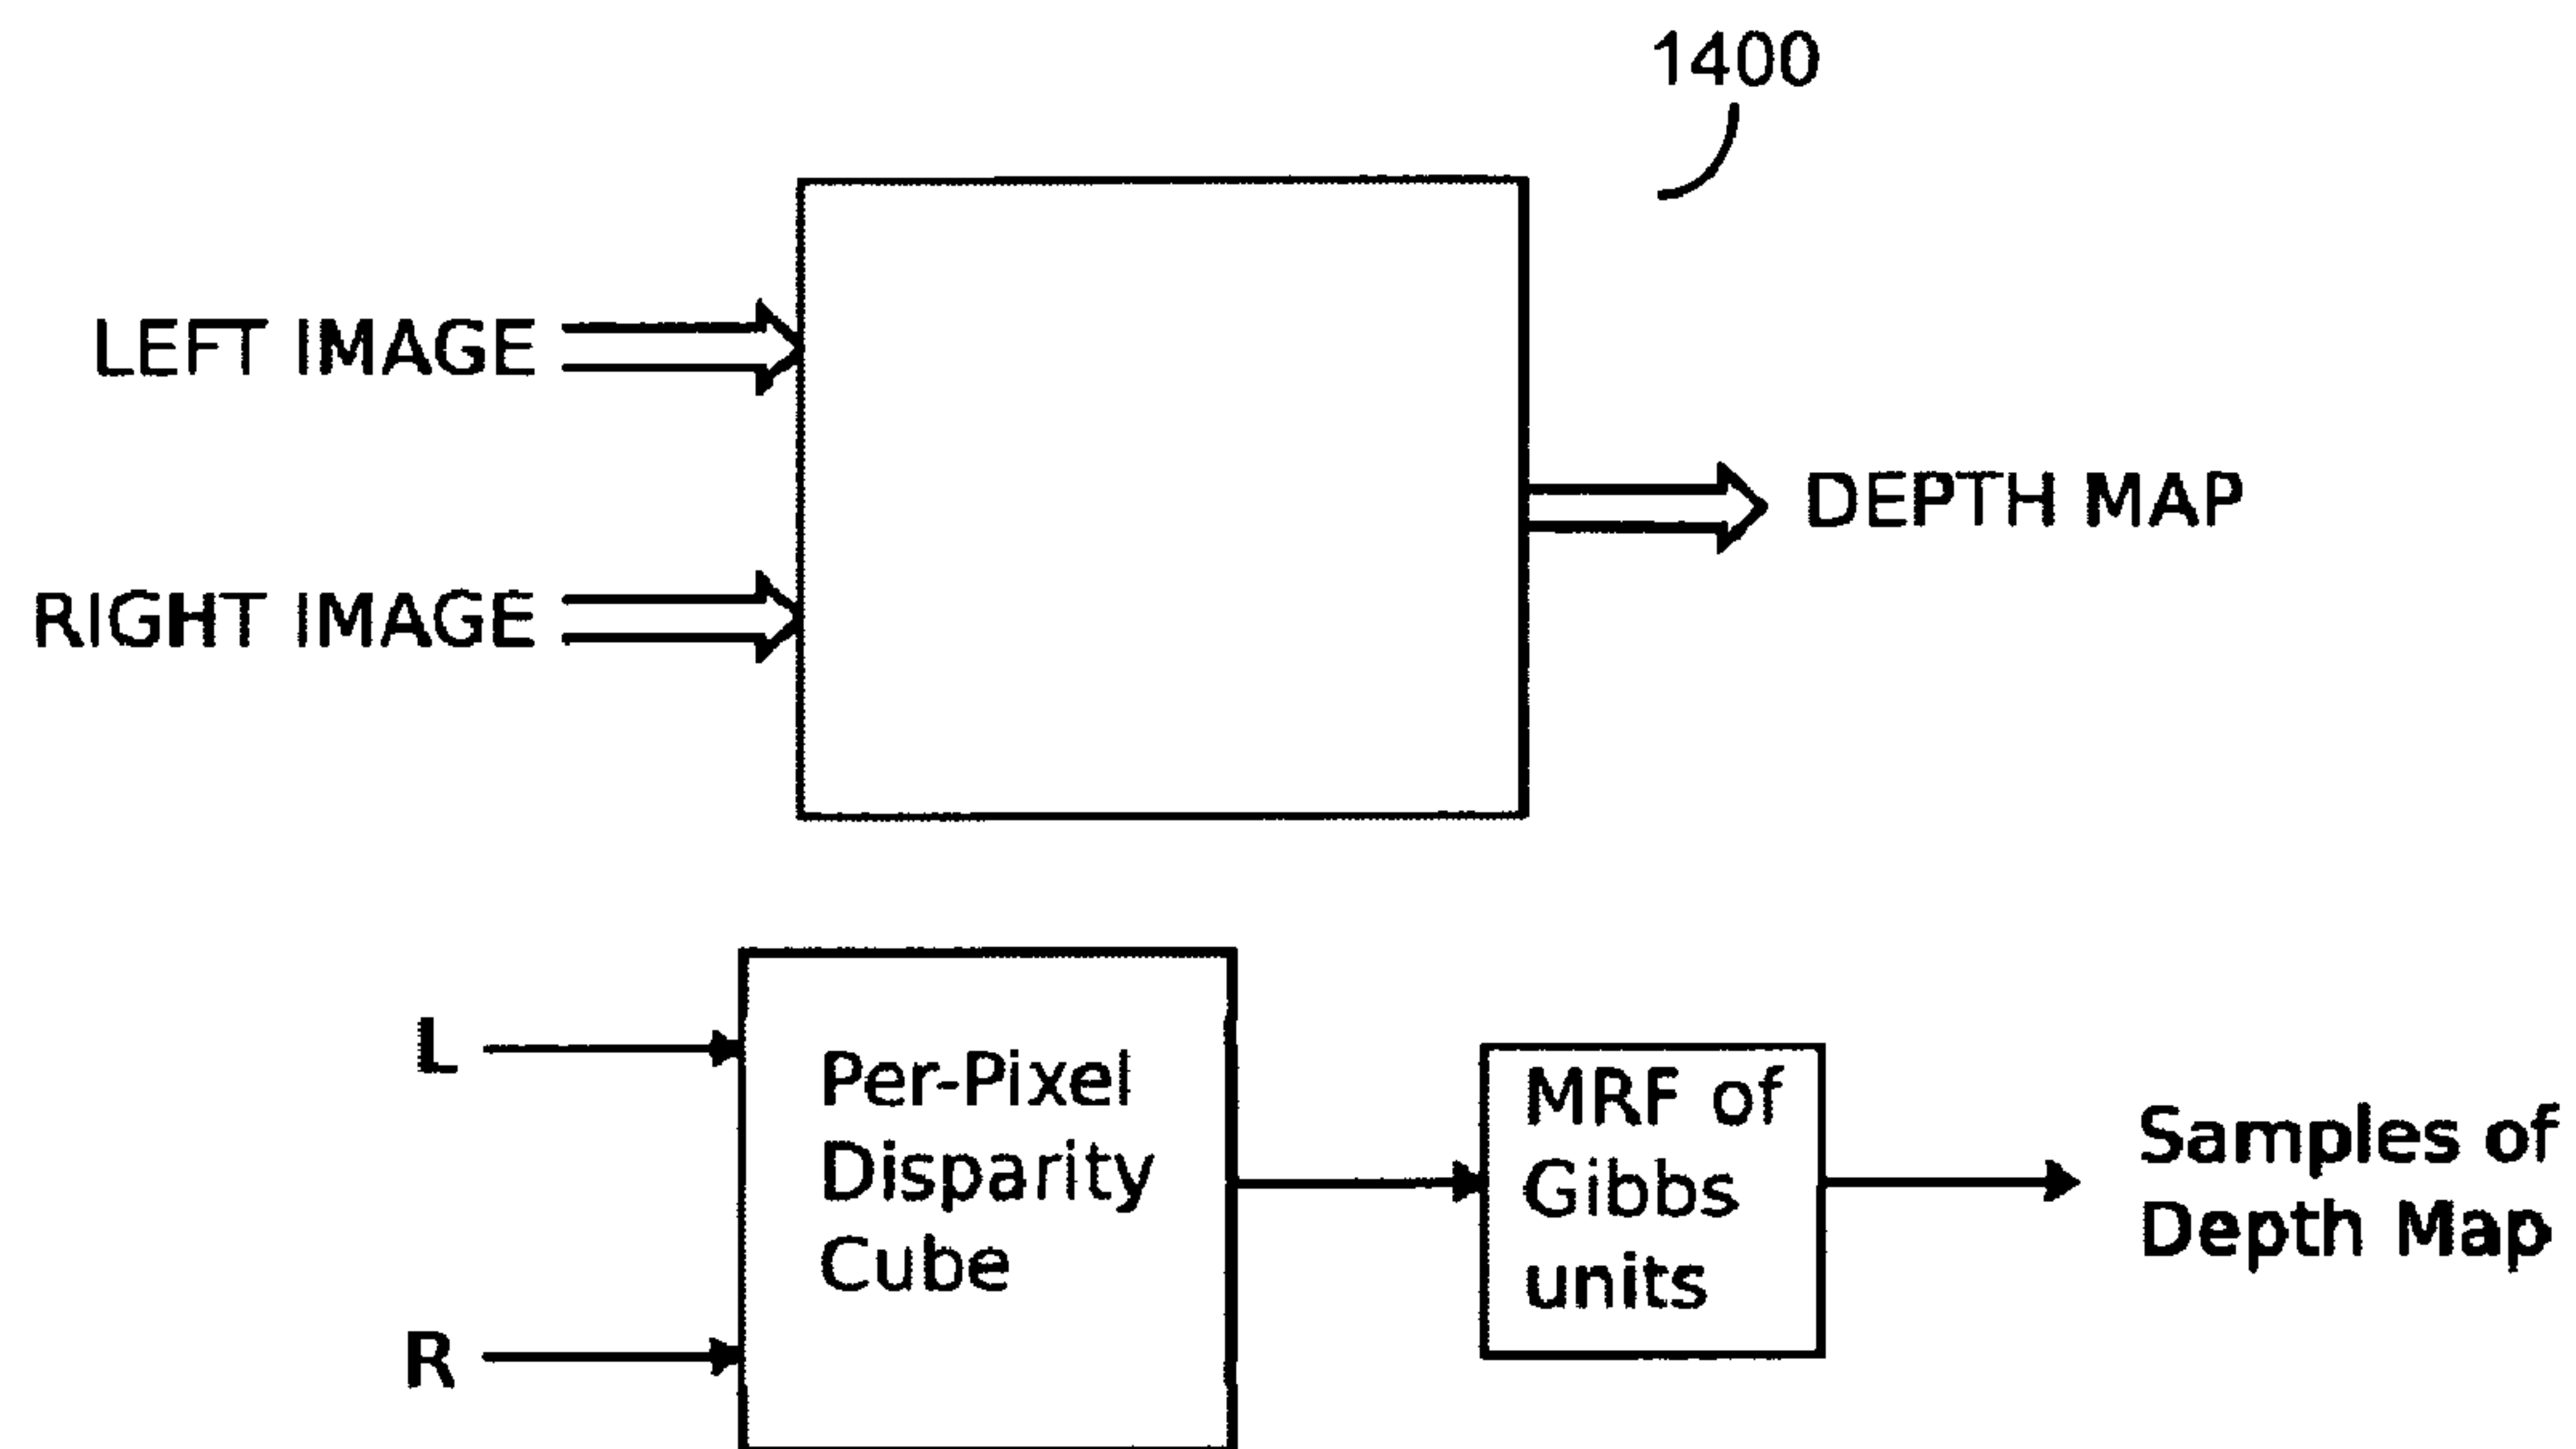 1400
LEFT IMAGE
DEPTH MAP
RIGHT IMAGE
L
Per-Pixel
Disparity
Cube
R
MRF of
Gibbs
units
Samples of
Depth Map